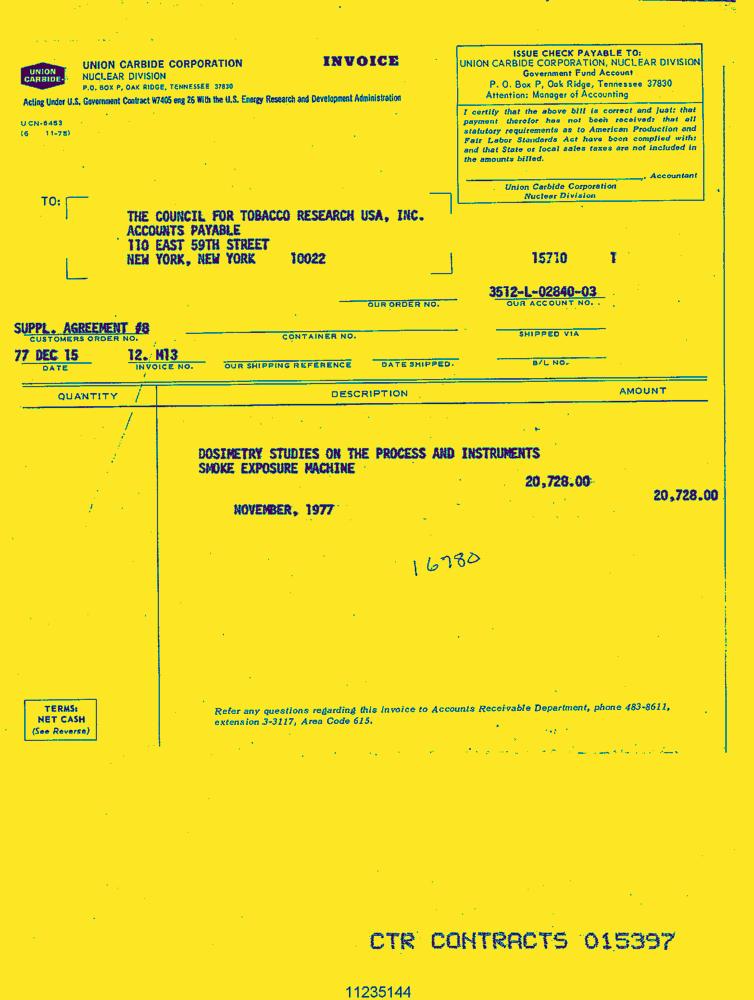 UNION CARBIDE
UNION CARBIDE CORPORATION
NUCLEAR DIVISION
P.O. BOX P, OAK RIDGE, TENNESSEE 37830
Acting Under U.S. Government Contract W7405 eng 26 With the U.S. Energy Research and Development Administration
UCN-6453
(6 11-75)
INVOICE
ISSUE CHECK PAYABLE TO:
UNION CARBIDE CORPORATION, NUCLEAR DIVISION
Government Fund Account
P. O. Box P, Oak Ridge, Tennessee 37830
Attention: Manager of Accounting
I certify that the above bill is correct and just: that
payment therefor has not been received: that all
statutory requirements as to American Production and
Fair Labor Standards Act have been complied with:
and that State or local sales taxes are not included in
the amounts billed.
, Accountant
Union Carbide Corporation
Nuclear Division
TO:
THE COUNCIL FOR TOBACCO RESEARCH USA, INC.
ACCOUNTS PAYABLE
110 EAST 59TH STREET
NEW YORK, NEW YORK 10022
15710 T
3512-L-02840-03
OUR ORDER NO.
OUR ACCOUNT NO.
SUPPL. AGREEMENT #8
CUSTOMERS ORDER NO.
CONTAINER NO.
SHIPPED VIA
77 DEC 15
12. M13
DATE
INVOICE NO.
OUR SHIPPING REFERENCE
DATE SHIPPED.
B/L NO.
QUANTITY
DESCRIPTION
AMOUNT
DOSIMETRY STUDIES ON THE PROCESS AND INSTRUMENTS
SMOKE EXPOSURE MACHINE
20,728.00
20,728.00
NOVEMBER, 1977
16780
TERMS:
NET CASH
(See Reverse)
Refer any questions regarding this invoice to Accounts Receivable Department, phone 483-8611,
extension 3-3117, Area Code 615.
CTR CONTRACTS 015397
11235144